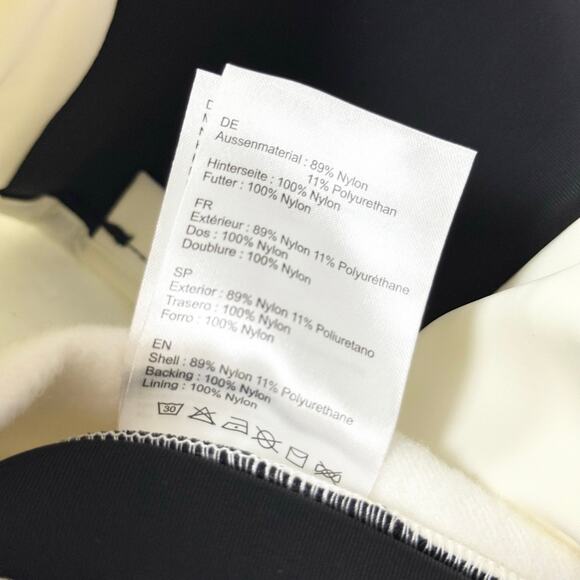 DE
Aussenmaterial : 89% Nylon
11% Polyurethan
Hinterseite : 100% Nylon
Futter : 100% Nylon
FR
Extérieur : 89% Nylon 11% Polyuréthane
Dos : 100% Nylon
Doublure : 100% Nylon
SP
Exterior : 89% Nylon 11% Poliuretano
Trasero : 100% Nylon
Forro : 100% Nylon
EN
Shell : 89% Nylon 11% Polyurethane
Backing : 100% Nylon
Lining : 100% Nylon
30